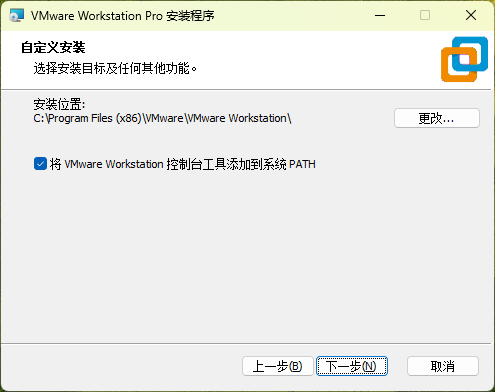 VMware Workstation Pro 安装程序
自定义安装
选择安装目标及任何其他功能。
安装位置:
C:\Program Files (x86)\VMware\VMware Workstation\
更改...
将 VMware Workstation 控制台工具添加到系统 PATH
上一步(B)
下一步(N)
取消